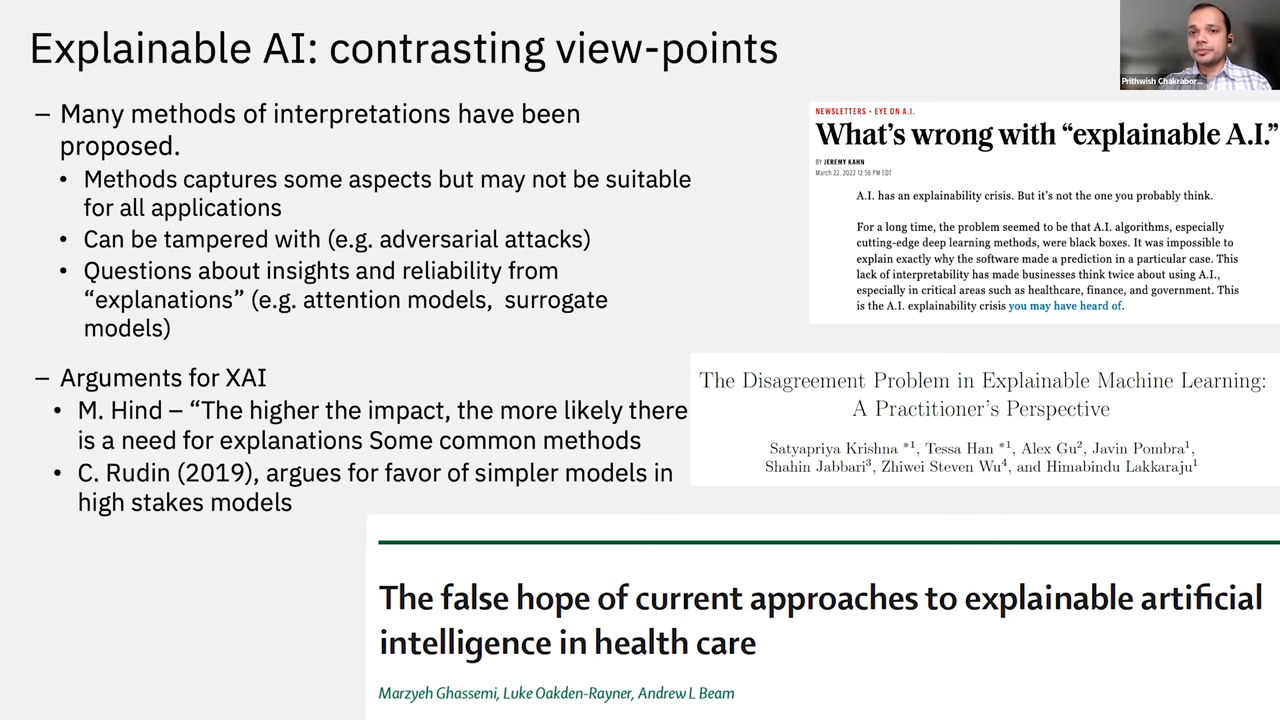 Explainable AI: contrasting view-points
Prithwish Chakrabor...
– Many methods of interpretations have been
proposed.
• Methods captures some aspects but may not be suitable
for all applications
• Can be tampered with (e.g. adversarial attacks)
• Questions about insights and reliability from
“explanations” (e.g. attention models, surrogate
models)
– Arguments for XAI
• M. Hind – “The higher the impact, the more likely there
is a need for explanations Some common methods
• C. Rudin (2019), argues for favor of simpler models in
high stakes models
NEWSLETTERS • EYE ON A.I.
What’s wrong with “explainable A.I.”
BY JEREMY KAHN
March 22, 2022 12:56 PM EDT
A.I. has an explainability crisis. But it’s not the one you probably think.
For a long time, the problem seemed to be that A.I. algorithms, especially
cutting-edge deep learning methods, were black boxes. It was impossible to
explain exactly why the software made a prediction in a particular case. This
lack of interpretability has made businesses think twice about using A.I.,
especially in critical areas such as healthcare, finance, and government. This
is the A.I. explainability crisis you may have heard of.
The Disagreement Problem in Explainable Machine Learning:
A Practitioner’s Perspective
Satyapriya Krishna *1, Tessa Han *1, Alex Gu2, Javin Pombra1,
Shahin Jabbari3, Zhiwei Steven Wu4, and Himabindu Lakkaraju1
The false hope of current approaches to explainable artificial
intelligence in health care
Marzyeh Ghassemi, Luke Oakden-Rayner, Andrew L Beam